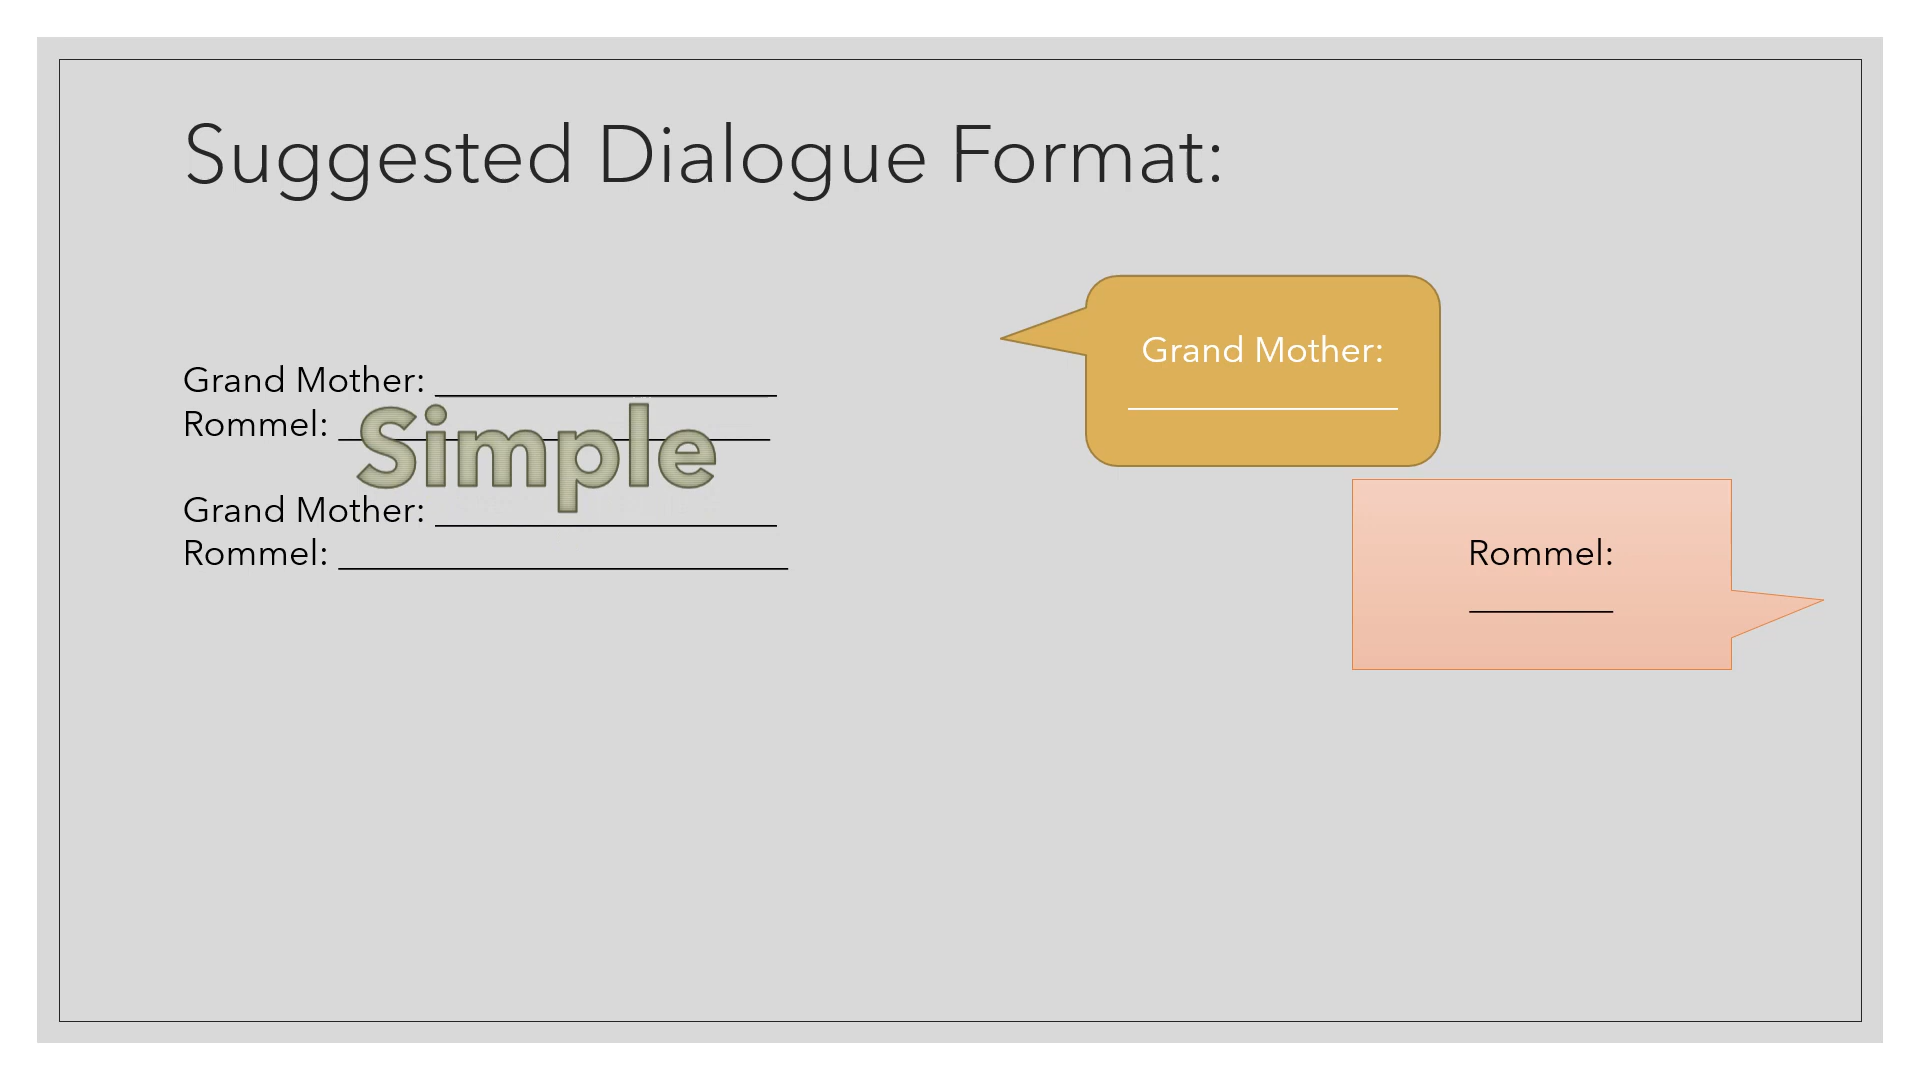 Suggested Dialogue Format:
Grand Mother: ___________________
Rommel: ________________________
Simple
Grand Mother: ___________________
Rommel: _________________________
Grand Mother:
_______________
Rommel:
________